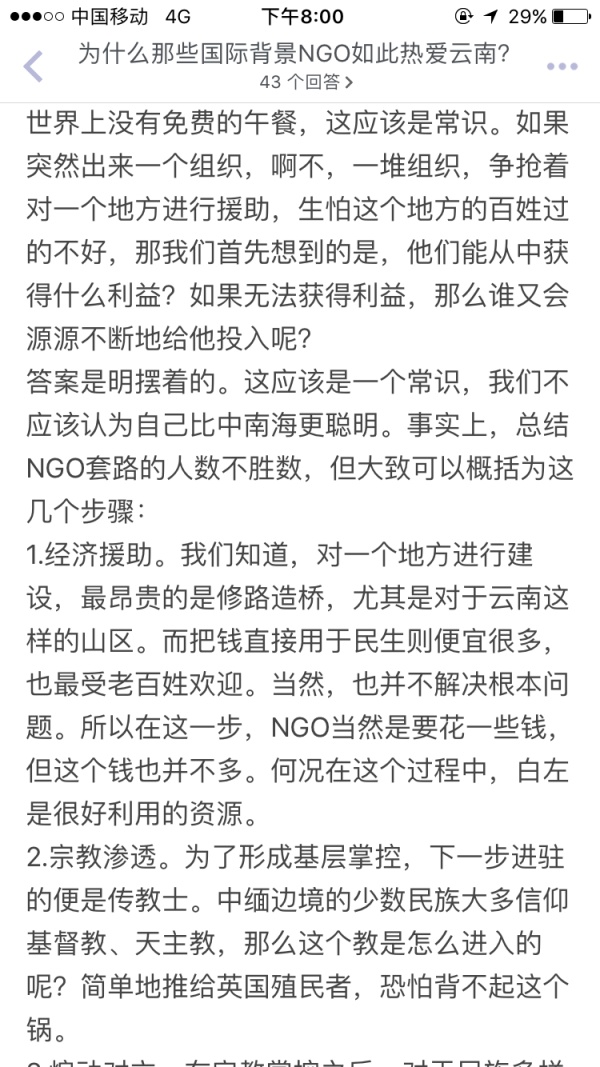 中国移动 4G 下午8:00 29%
为什么那些国际背景NGO如此热爱云南?
43 个回答
世界上没有免费的午餐，这应该是常识。如果
突然出来一个组织，啊不，一堆组织，争抢着
对一个地方进行援助，生怕这个地方的百姓过
的不好，那我们首先想到的是，他们能从中获
得什么利益？如果无法获得利益，那么谁又会
源源不断地给他投入呢？
答案是明摆着的。这应该是一个常识，我们不
应该认为自己比中南海更聪明。事实上，总结
NGO套路的人数不胜数，但大致可以概括为这
几个步骤：
1.经济援助。我们知道，对一个地方进行建
设，最昂贵的是修路造桥，尤其是对于云南这
样的山区。而把钱直接用于民生则便宜很多，
也最受老百姓欢迎。当然，也并不解决根本问
题。所以在这一步，NGO当然是要花一些钱，
但这个钱也并不多。何况在这个过程中，白左
是很好利用的资源。
2.宗教渗透。为了形成基层掌控，下一步进驻
的便是传教士。中缅边境的少数民族大多信仰
基督教、天主教，那么这个教是怎么进入的
呢？简单地推给英国殖民者，恐怕背不起这个
锅。